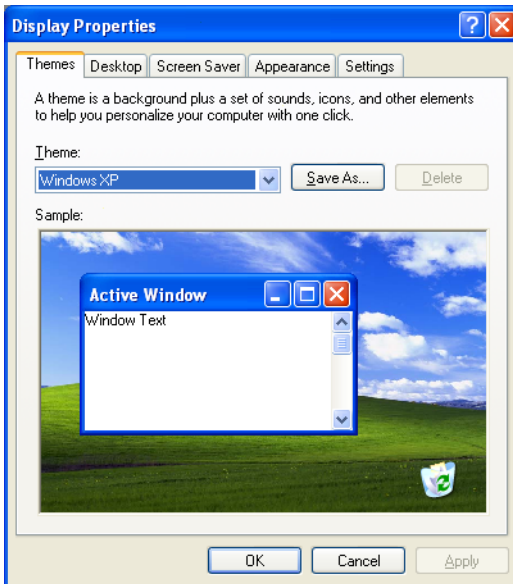 Display Properties
Themes Desktop Screen Saver Appearance Settings
A theme is a background plus a set of sounds, icons, and other elements
to help you personalize your computer with one click.
Theme:
Windows XP Save As... Delete
Sample:
Active Window
Window Text
OK Cancel Apply